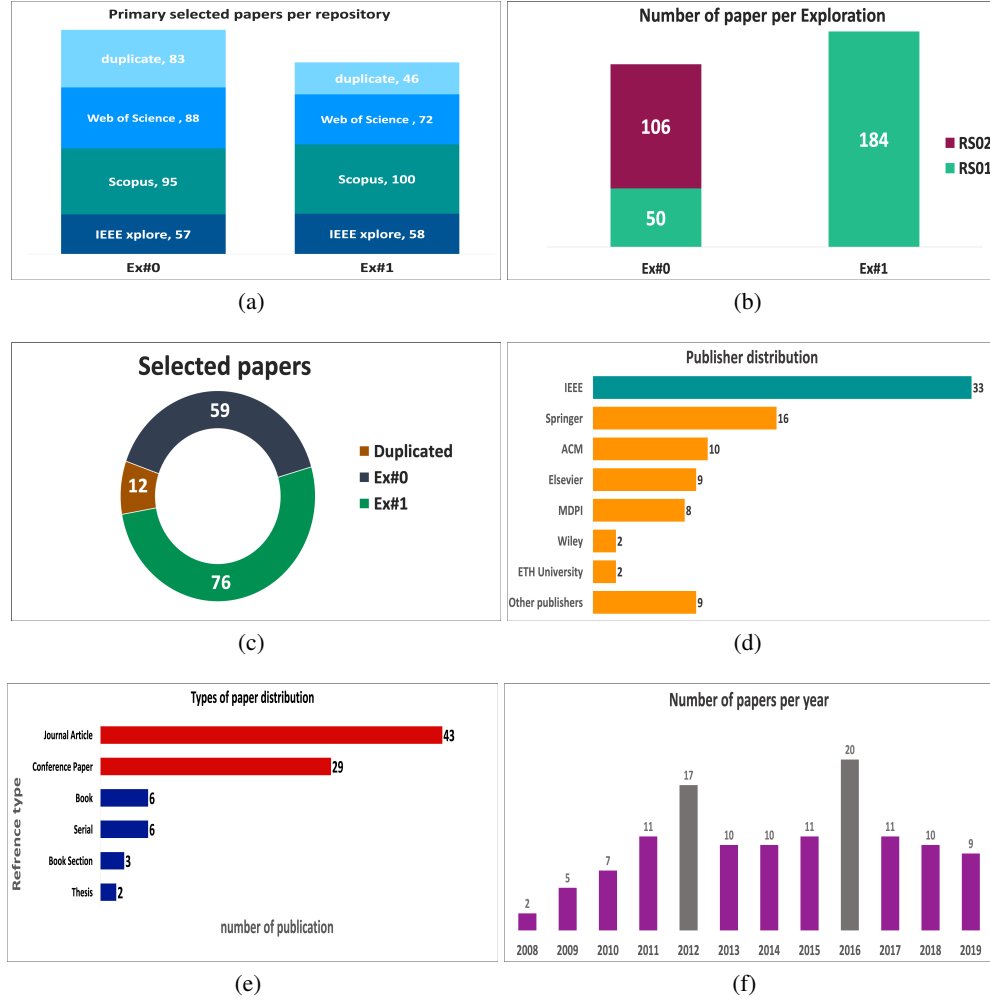 Primary selected papers per repository
duplicate, 83
Web of Science , 88
Scopus, 95
IEEE xplore, 57
duplicate, 46
Web of Science , 72
Scopus, 100
IEEE xplore, 58
Ex#0
Ex#1
(a)
Number of paper per Exploration
106
50
184
RS02
RS01
Ex#0
Ex#1
(b)
Selected papers
59
12
76
Duplicated
Ex#0
Ex#1
(c)
Publisher distribution
IEEE 33
Springer 16
ACM 10
Elsevier 9
MDPI 8
Wiley 2
ETH University 2
Other publishers 9
(d)
Types of paper distribution
Refrence type
Journal Article 43
Conference Paper 29
Book 6
Serial 6
Book Section 3
Thesis 2
number of publication
(e)
Number of papers per year
2 5 7 11 17 10 10 11 20 11 10 9
2008 2009 2010 2011 2012 2013 2014 2015 2016 2017 2018 2019
(f)